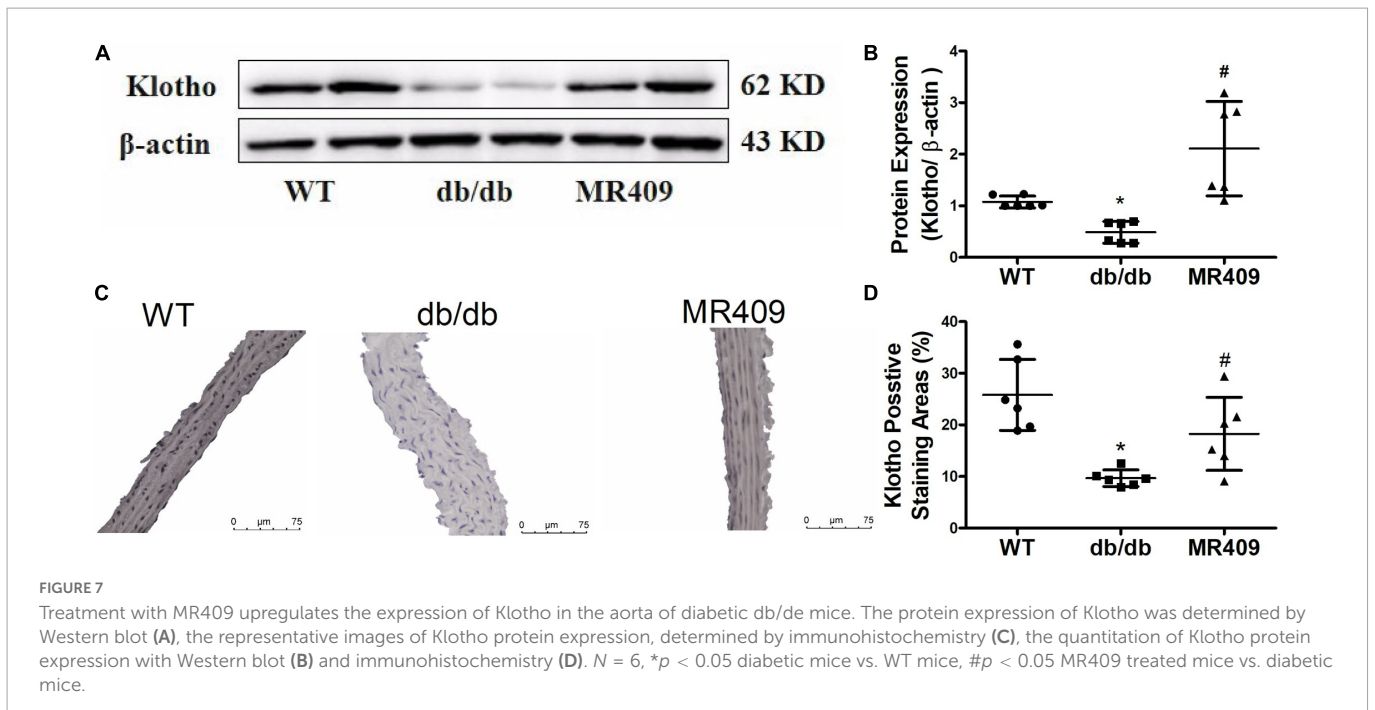 A
Klotho
62 KD
β-actin
43 KD
WT
db/db
MR409
B
Protein Expression
(Klotho/ β -actin )
4
3
2
1
0
*
#
WT
db/db
MR409
C
WT
db/db
MR409
0 µm 75
0 µm 75
0 µm 75
D
Klotho Posstive
Staining Areas (%)
40
30
20
10
0
*
#
WT
db/db
MR409
FIGURE 7
Treatment with MR409 upregulates the expression of Klotho in the aorta of diabetic db/de mice. The protein expression of Klotho was determined by
Western blot (A), the representative images of Klotho protein expression, determined by immunohistochemistry (C), the quantitation of Klotho protein
expression with Western blot (B) and immunohistochemistry (D). N = 6, *p < 0.05 diabetic mice vs. WT mice, #p < 0.05 MR409 treated mice vs. diabetic
mice.